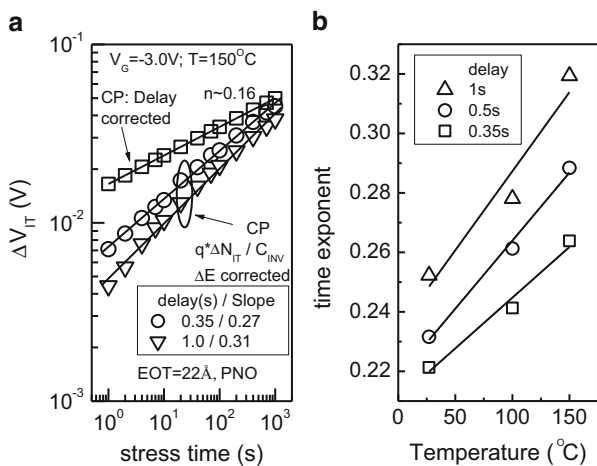 a
V_G=-3.0V; T=150°C
CP: Delay
corrected
n~0.16
CP
q*ΔN_IT / C_INV
ΔE corrected
delay(s) / Slope
0.35 / 0.27
1.0 / 0.31
EOT=22Å, PNO
10⁻¹
10⁻²
10⁻³
ΔV_IT (V)
10⁰ 10¹ 10² 10³
stress time (s)
b
delay
1s
0.5s
0.35s
0.32
0.30
0.28
0.26
0.24
0.22
time exponent
0 50 100 150
Temperature (°C)